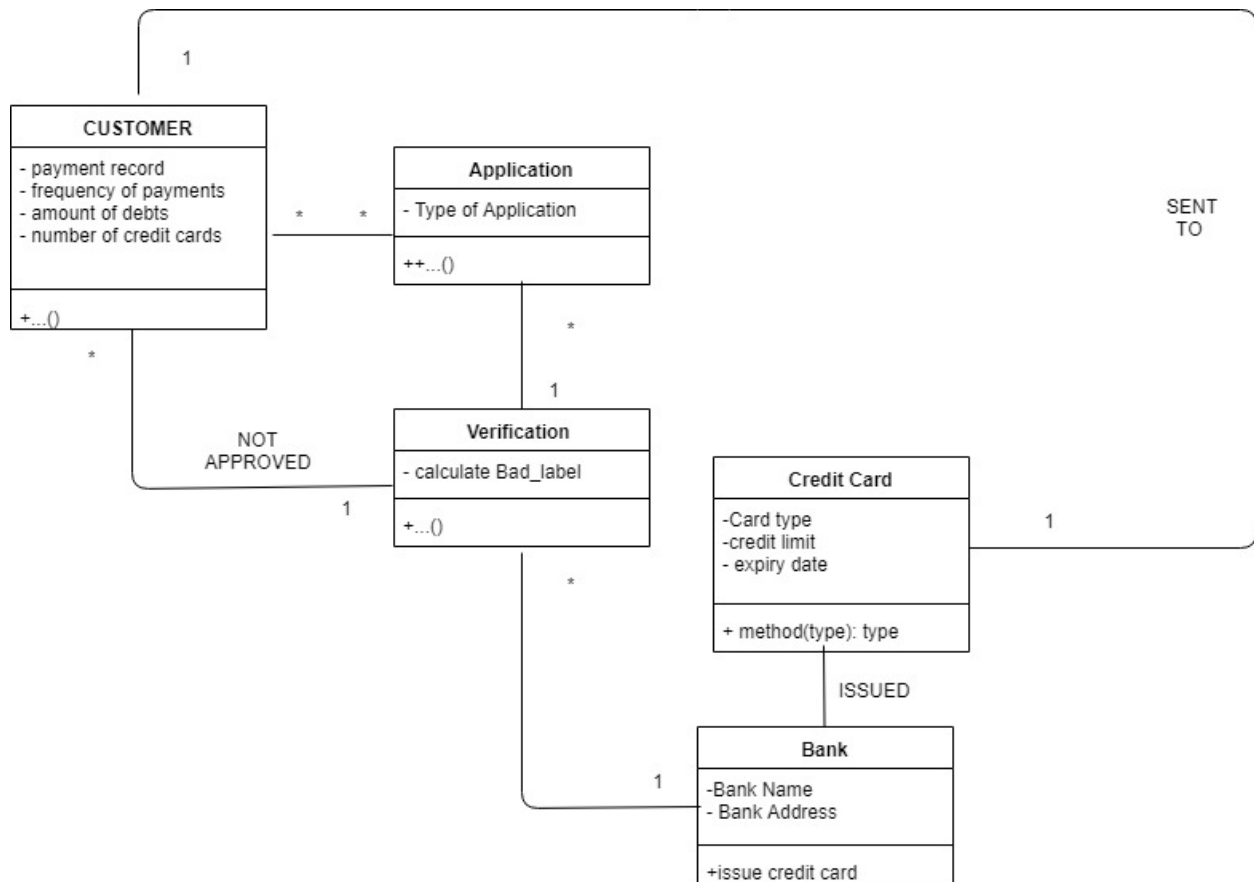 1
CUSTOMER
- payment record
- frequency of payments
- amount of debts
- number of credit cards
+...()
*
*
Application
- Type of Application
++...()
SENT
TO
*
*
1
NOT
APPROVED
1
Verification
- calculate Bad_label
+...()
*
Credit Card
-Card type
-credit limit
- expiry date
+ method(type): type
1
ISSUED
1
Bank
-Bank Name
- Bank Address
+issue credit card